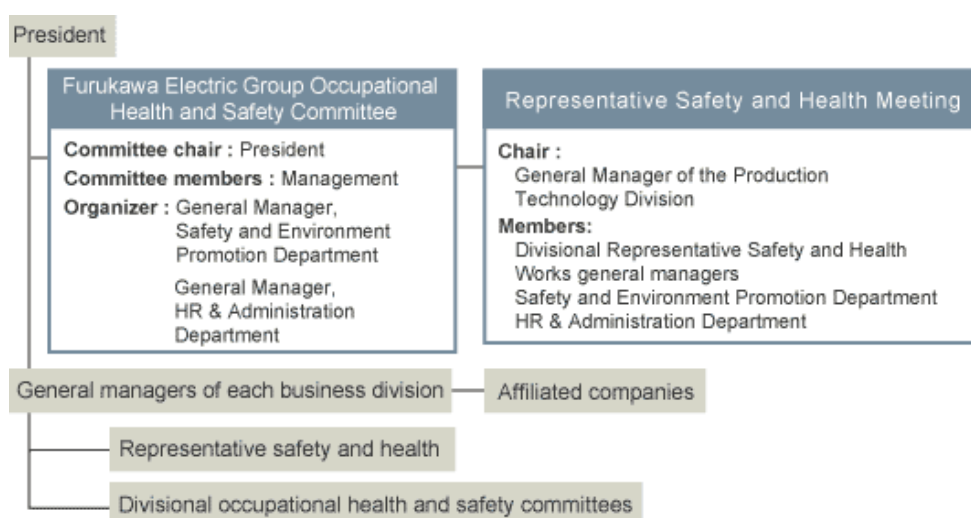 President
Furukawa Electric Group Occupational
Health and Safety Committee
Committee chair : President
Committee members : Management
Organizer : General Manager,
Safety and Environment
Promotion Department
General Manager,
HR & Administration
Department
Representative Safety and Health Meeting
Chair :
General Manager of the Production
Technology Division
Members:
Divisional Representative Safety and Health
Works general managers
Safety and Environment Promotion Department
HR & Administration Department
General managers of each business division
Affiliated companies
Representative safety and health
Divisional occupational health and safety committees